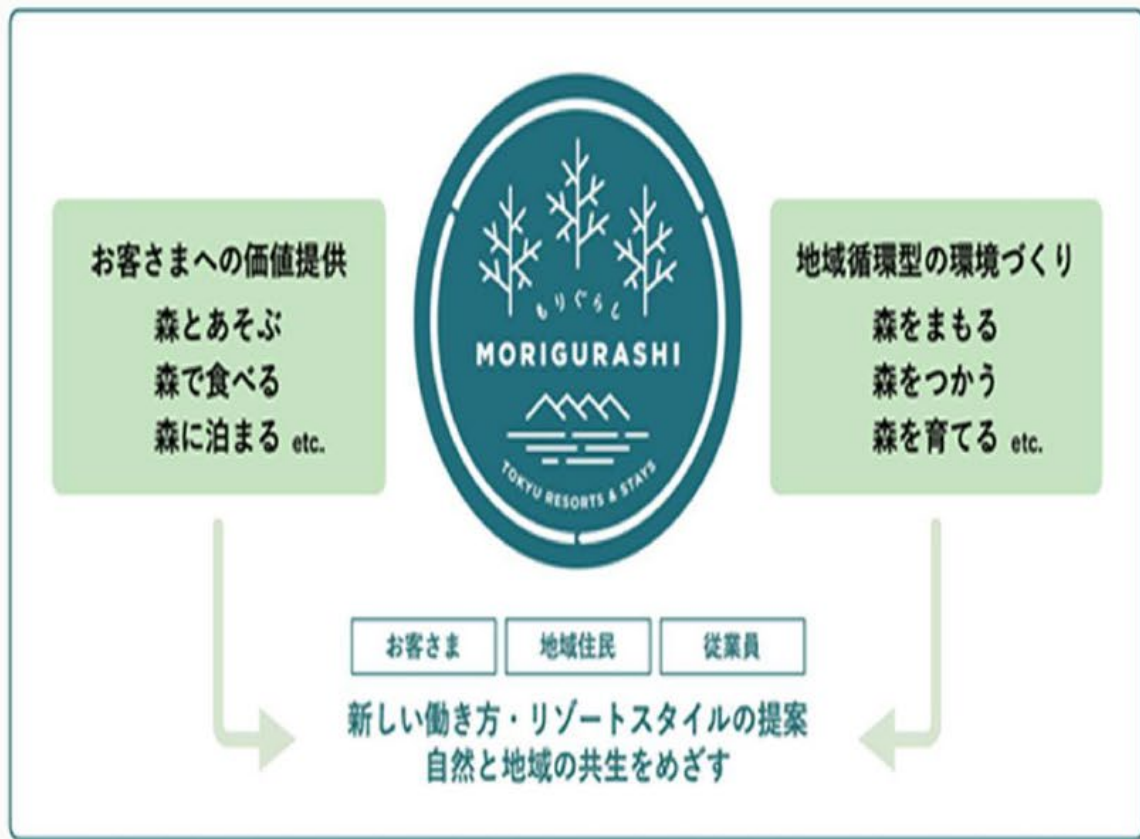 お客さまへの価値提供
森とあそぶ
森で食べる
森に泊まる etc.
もりぐらし
MORIGURASHI
TOKYU RESORTS & STAYS
地域循環型の環境づくり
森をまもる
森をつかう
森を育てる etc.
お客さま
地域住民
従業員
新しい働き方・リゾートスタイルの提案
自然と地域の共生をめざす